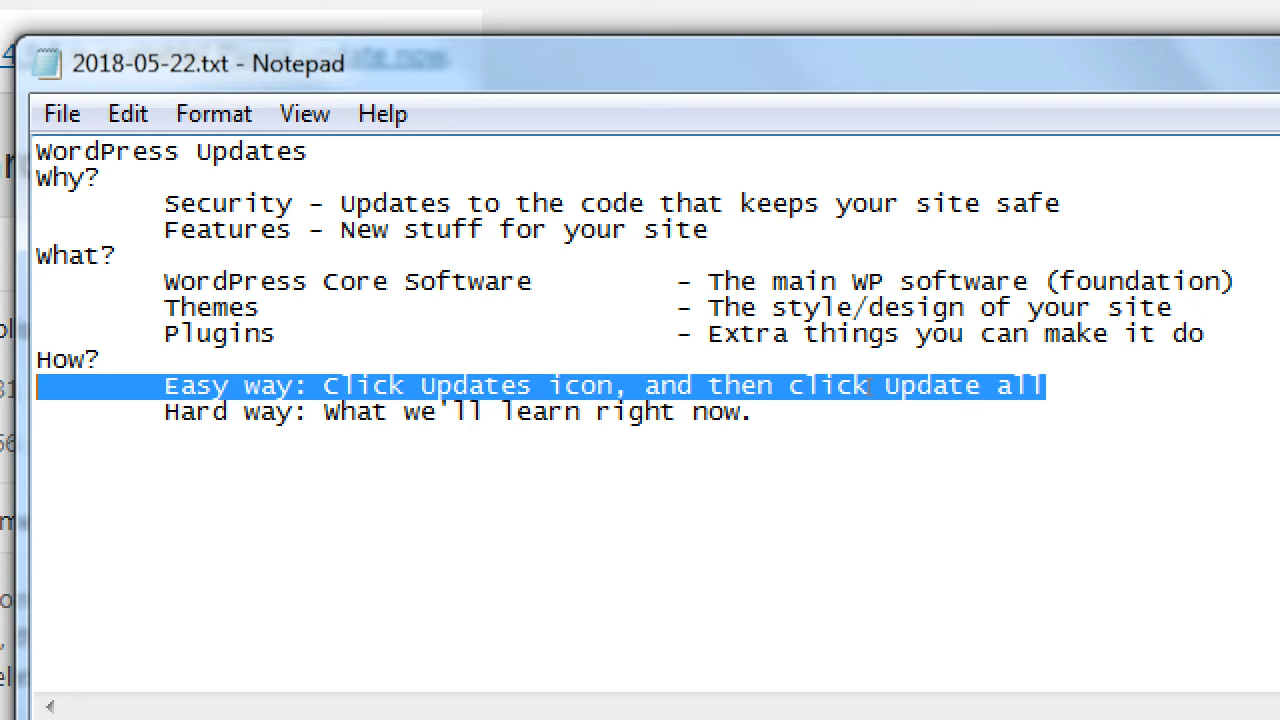 2018-05-22.txt - Notepad
File Edit Format View Help
WordPress Updates
Why?
Security - Updates to the code that keeps your site safe
Features - New stuff for your site
What?
WordPress Core Software - The main WP software (foundation)
Themes - The style/design of your site
Plugins - Extra things you can make it do
How?
Easy way: Click Updates icon, and then click Update all
Hard way: What we'll learn right now.